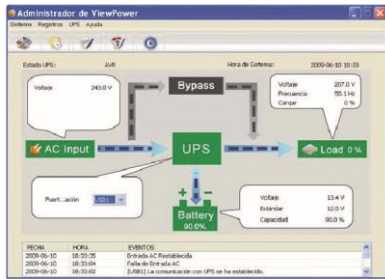 Administrador de ViewPower
Sistema Registros UPS Ayuda
Estado UPS: AVR Hora de Sistema: 2009-06-10 18:33
Voltaje 243.0 V
Bypass
Voltaje 207.0 V
Frecuencia 50.1 Hz
Cargar 0 %
AC Input
UPS
Load 0 %
Puert...ación
Battery
90.0%
Voltaje 13.4 V
Estándar 12.0 V
Capacidad 90.0 %
FECHA HORA EVENTOS
2009-06-10 18:33:35 Entrada AC Restablecida
2009-06-10 18:33:04 Falla de Entrada AC
2009-06-10 18:33:02 [USB1] La comunicación con UPS se ha establecido.